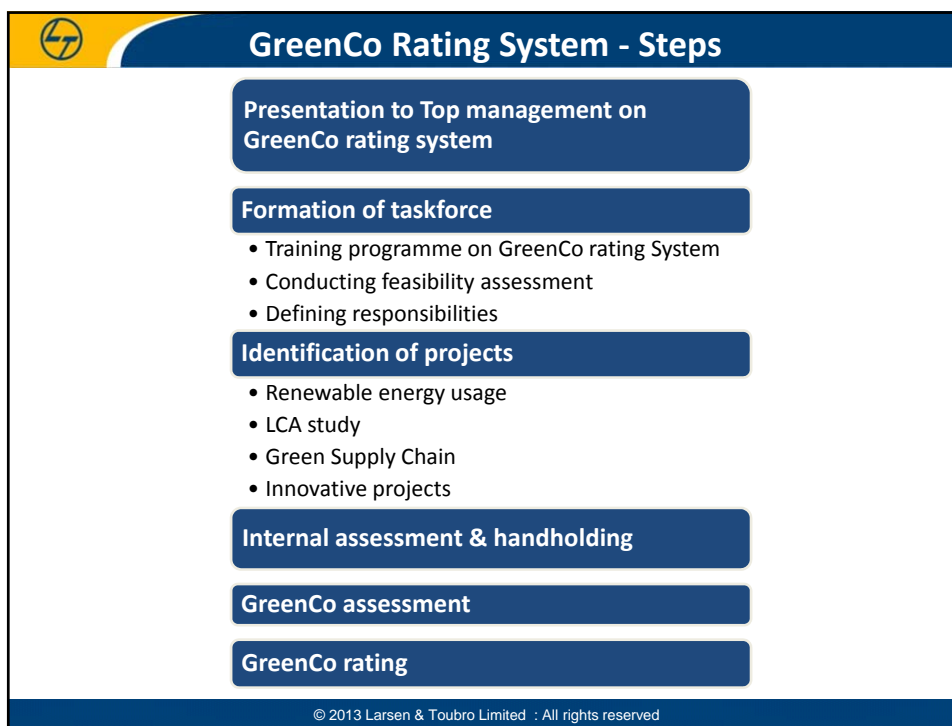 GreenCo Rating System - Steps
Presentation to Top management on
GreenCo rating system
Formation of taskforce
• Training programme on GreenCo rating System
• Conducting feasibility assessment
• Defining responsibilities
Identification of projects
• Renewable energy usage
• LCA study
• Green Supply Chain
• Innovative projects
Internal assessment & handholding
GreenCo assessment
GreenCo rating
© 2013 Larsen & Toubro Limited : All rights reserved